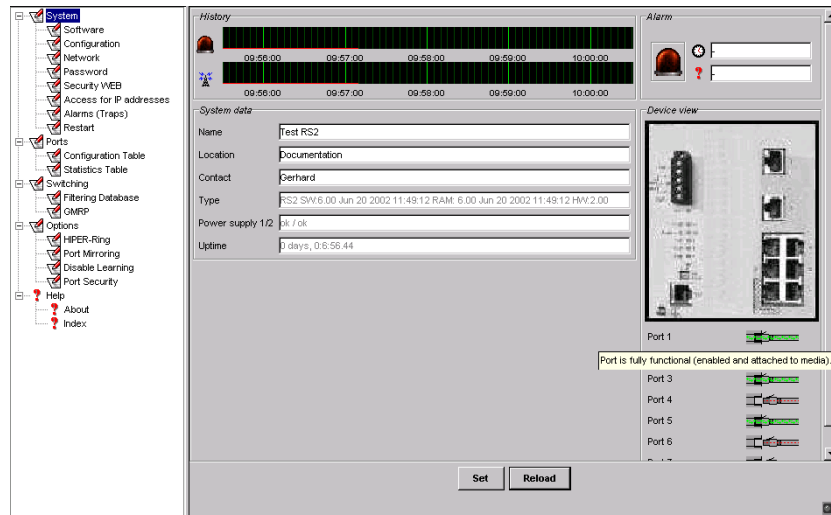 System
Software
Configuration
Network
Password
Security WEB
Access for IP addresses
Alarms (Traps)
Restart
Ports
Configuration Table
Statistics Table
Switching
Filtering Database
GMRP
Options
HIPER-Ring
Port Mirroring
Disable Learning
Port Security
Help
About
Index
History
09:56:00 09:57:00 09:58:00 09:59:00 10:00:00
09:56:00 09:57:00 09:58:00 09:59:00 10:00:00
Alarm
-
-
System data
Name Test RS2
Location Documentation
Contact Gerhard
Type RS2 SW:6.00 Jun 20 2002 11:49:12 RAM: 6.00 Jun 20 2002 11:49:12 HW:2.00
Power supply 1/2 ok / ok
Uptime 0 days, 0:6:56.44
Device view
Port 1
Port is fully functional (enabled and attached to media).
Port 3
Port 4
Port 5
Port 6
Set Reload